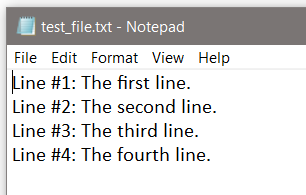 test_file.txt - Notepad
File Edit Format View Help
Line #1: The first line.
Line #2: The second line.
Line #3: The third line.
Line #4: The fourth line.